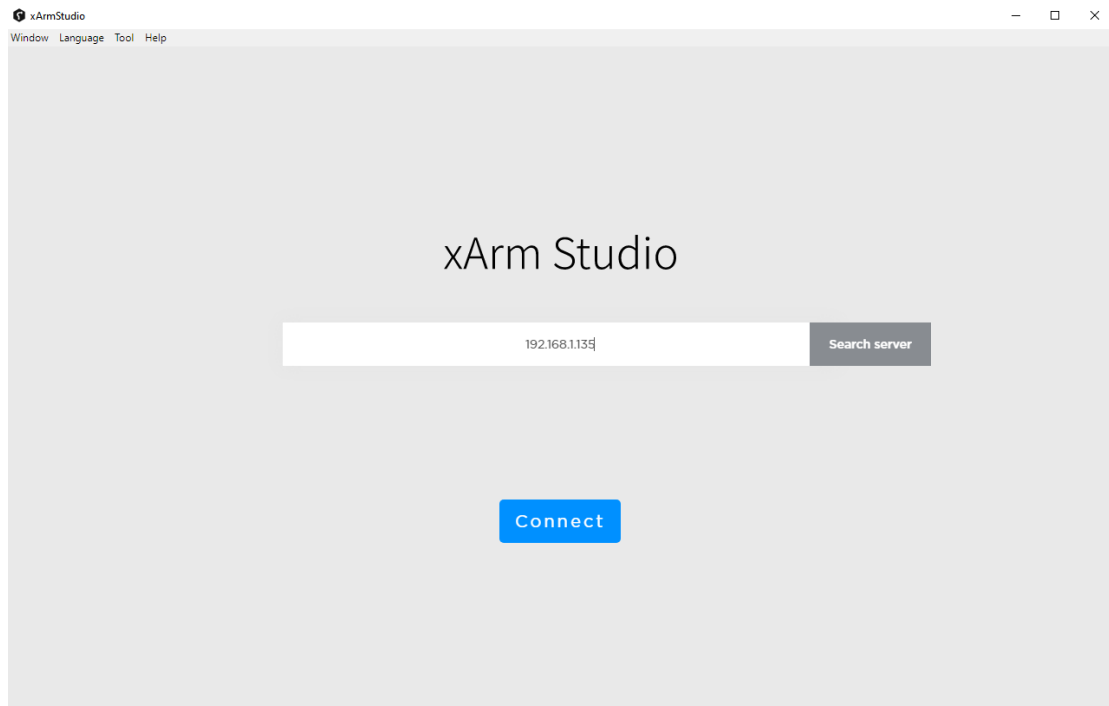 xArmStudio
Window Language Tool Help
xArm Studio
192.168.1.135
Search server
Connect